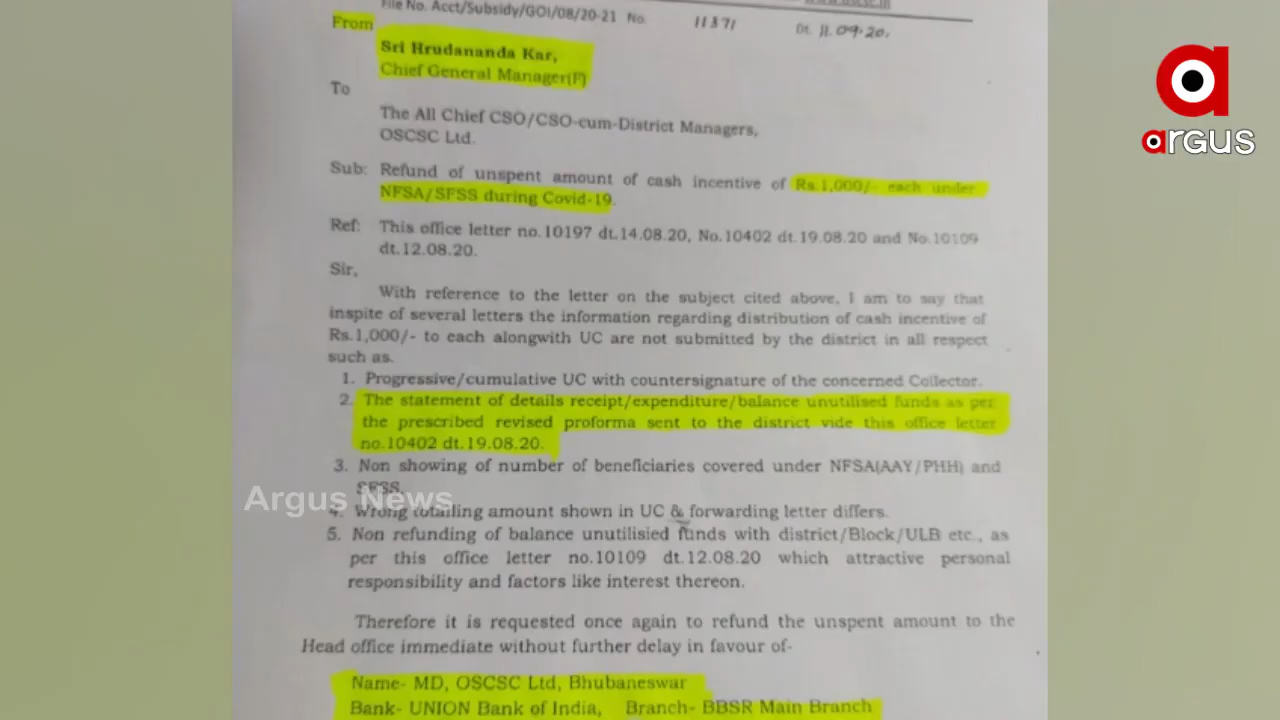 www.oscsc.in
File No. Acct/Subsidy/GOI/08/20-21 No. 11371 Dt. 11.09.20.
From
Sri Hrudananda Kar,
Chief General Manager(F)
To
The All Chief CSO/CSO-cum-District Managers,
OSCSC Ltd.
Sub: Refund of unspent amount of cash incentive of Rs.1,000/- each under
NFSA/SFSS during Covid-19.
Ref: This office letter no.10197 dt.14.08.20, No.10402 dt.19.08.20 and No.10109
dt.12.08.20.
Sir,
With reference to the letter on the subject cited above, I am to say that
inspite of several letters the information regarding distribution of cash incentive of
Rs.1,000/- to each alongwith UC are not submitted by the district in all respect
such as.
1. Progressive/cumulative UC with countersignature of the concerned Collector.
2. The statement of details receipt/expenditure/balance unutilised funds as per
the prescribed revised proforma sent to the district vide this office letter
no.10402 dt.19.08.20.
3. Non showing of number of beneficiaries covered under NFSA(AAY/PHH) and
SFSS.
4. Wrong totalling amount shown in UC & forwarding letter differs.
5. Non refunding of balance unutilisied funds with district/Block/ULB etc., as
per this office letter no.10109 dt.12.08.20 which attractive personal
responsibility and factors like interest thereon.
Therefore it is requested once again to refund the unspent amount to the
Head office immediate without further delay in favour of-
Name- MD, OSCSC Ltd, Bhubaneswar
Bank- UNION Bank of India, Branch- BBSR Main Branch
argus
Argus News